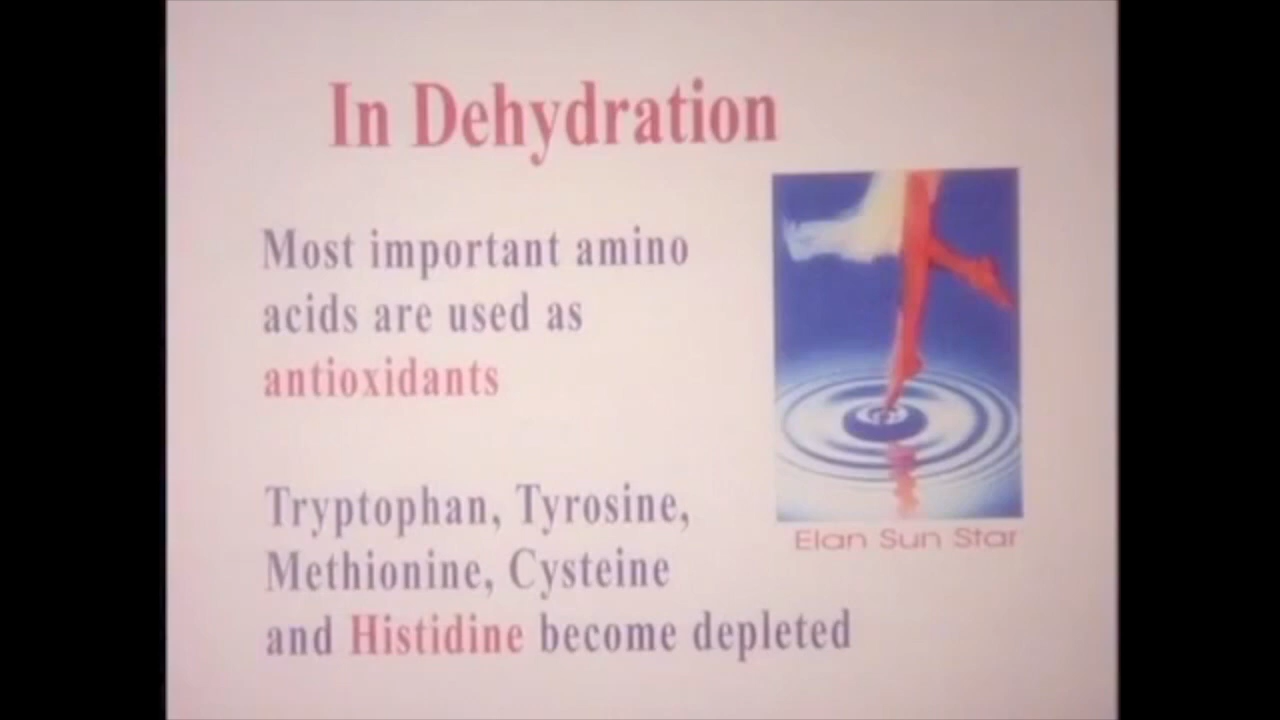 In Dehydration
Most important amino
acids are used as
antioxidants
Tryptophan, Tyrosine,
Methionine, Cysteine
and Histidine become depleted
Elan Sun Star